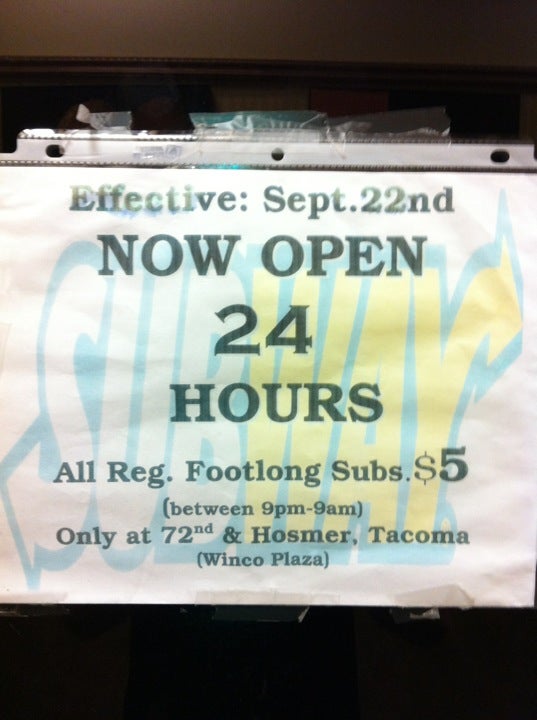 Effective: Sept.22nd
NOW OPEN
24
HOURS
All Reg. Footlong Subs.$5
(between 9pm-9am)
Only at 72nd & Hosmer, Tacoma
(Winco Plaza)
SUBWAY